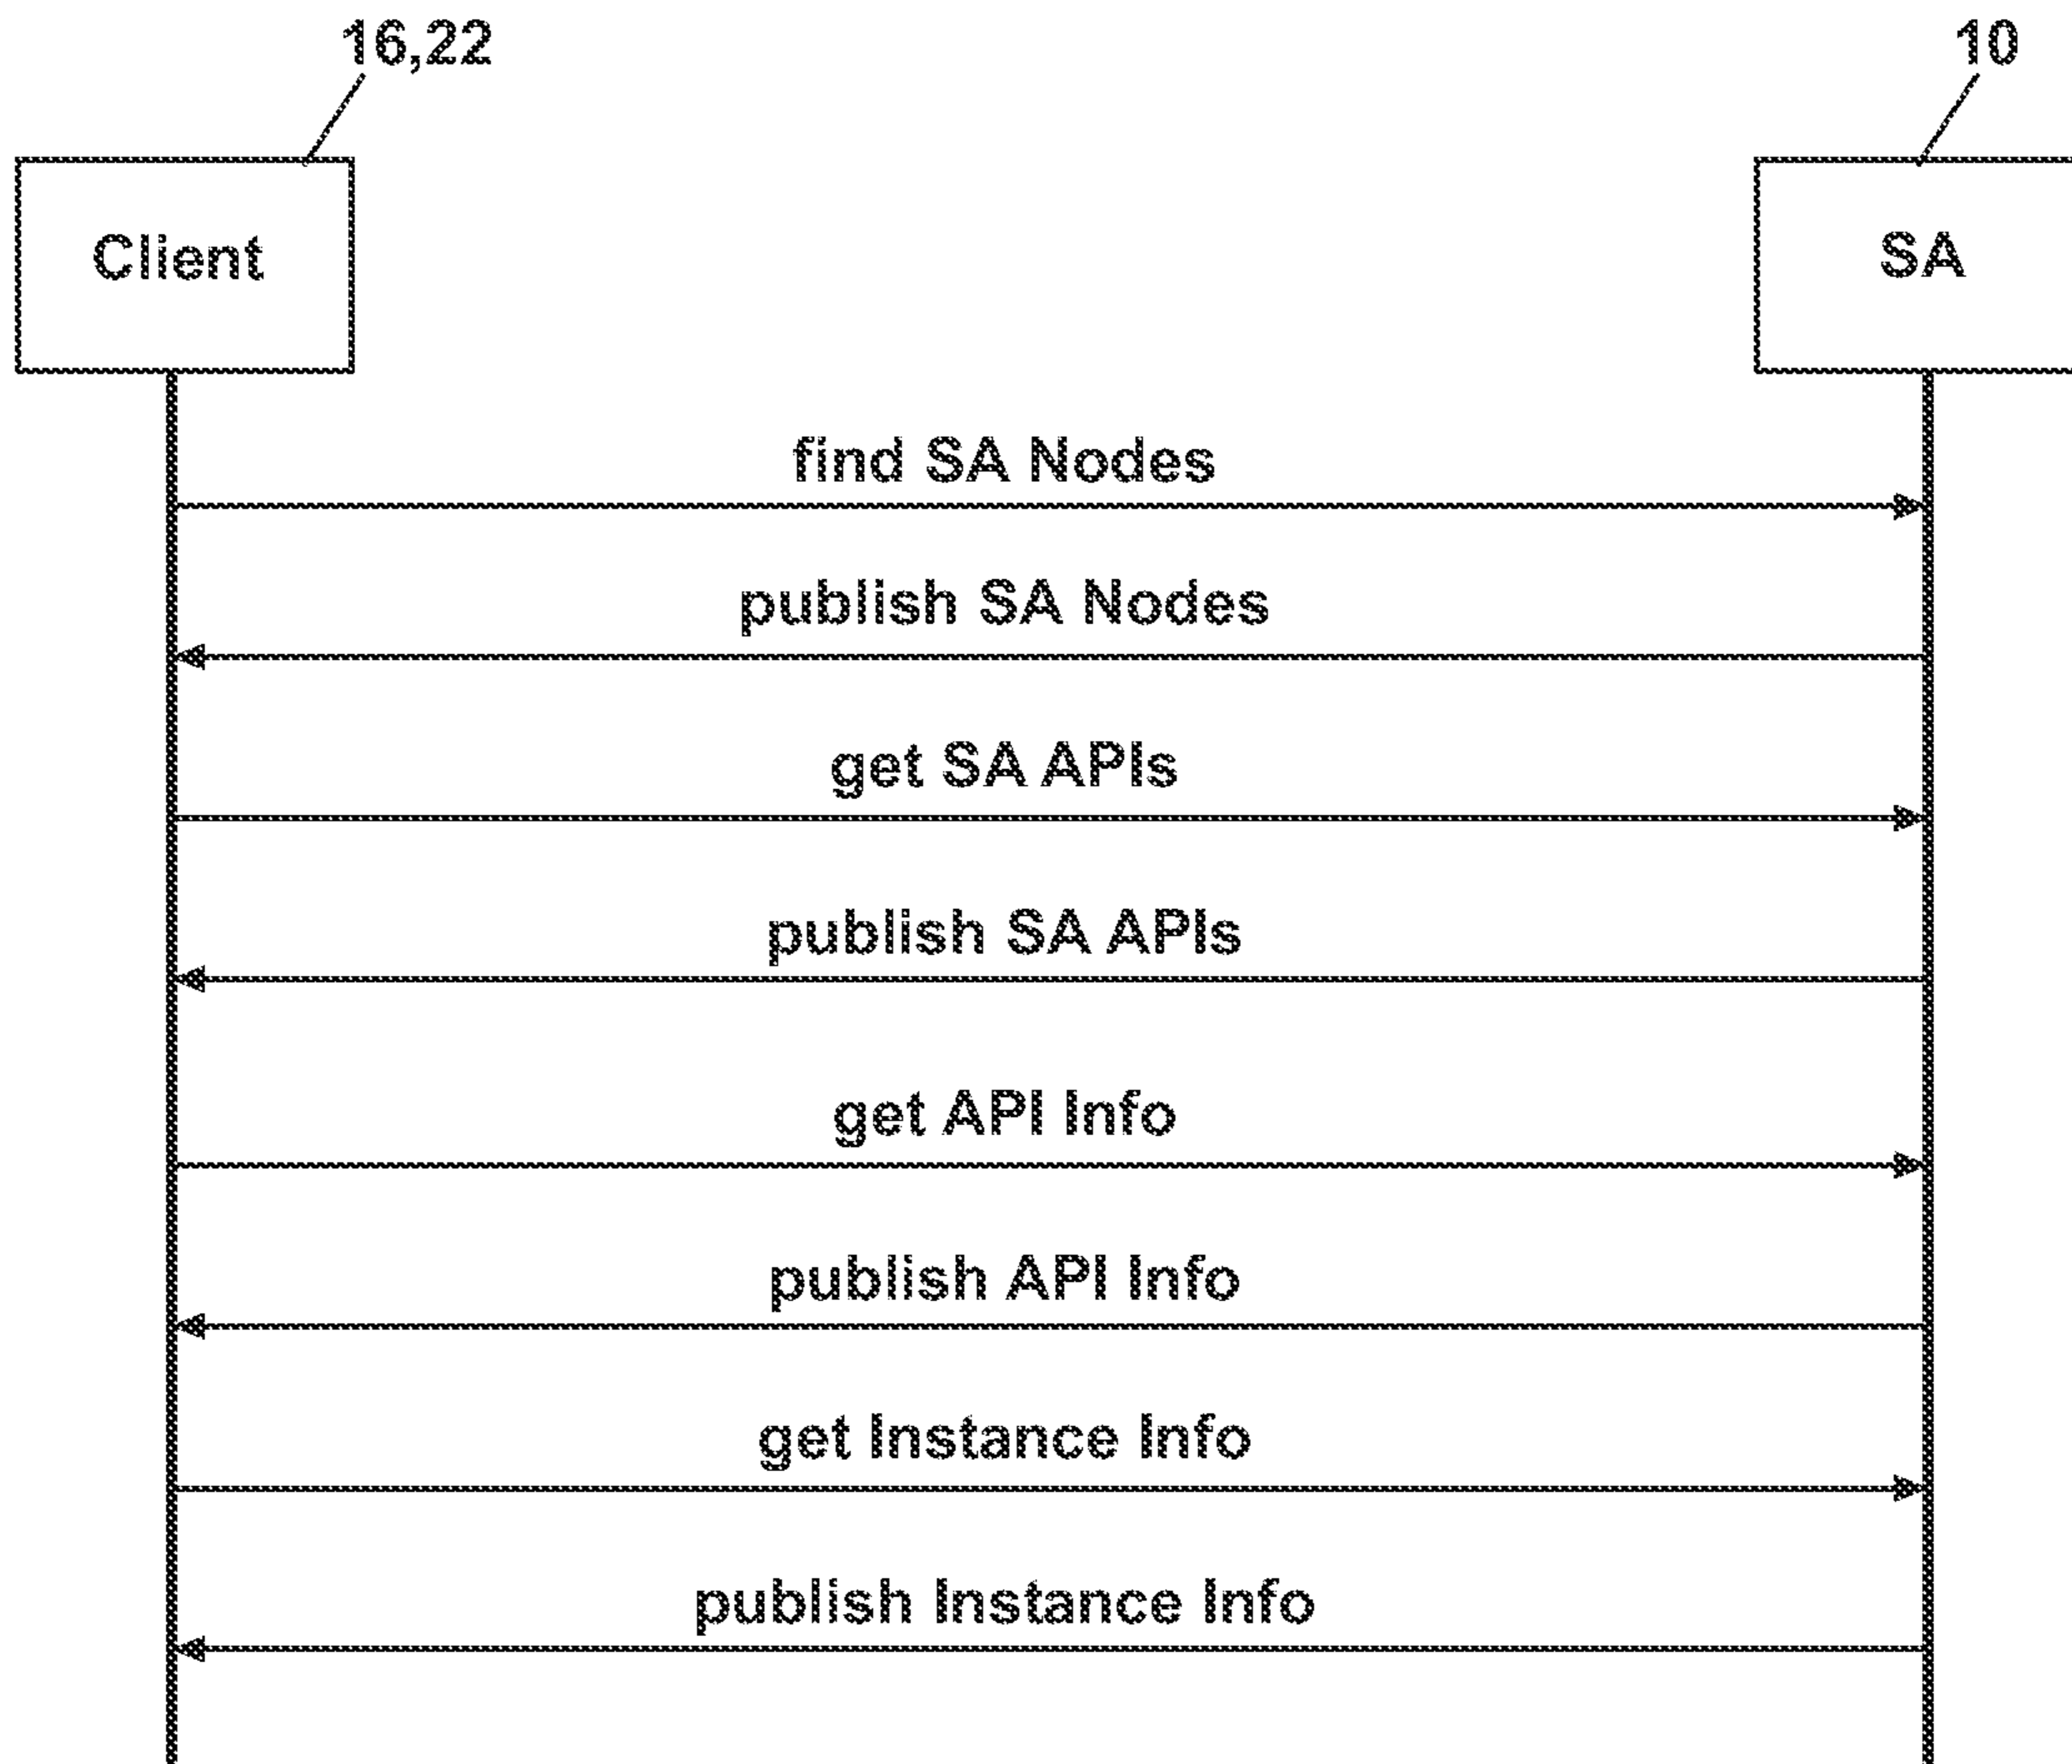 16,22
10
Client
SA
find SA Nodes
publish SA Nodes
get SA APIs
publish SA APIs
get API Info
publish API Info
get Instance Info
publish Instance Info